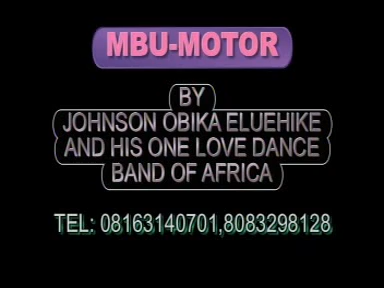 MBU-MOTOR
BY
JOHNSON OBIKA ELUEHIKE
AND HIS ONE LOVE DANCE
BAND OF AFRICA
TEL: 08163140701,8083298128